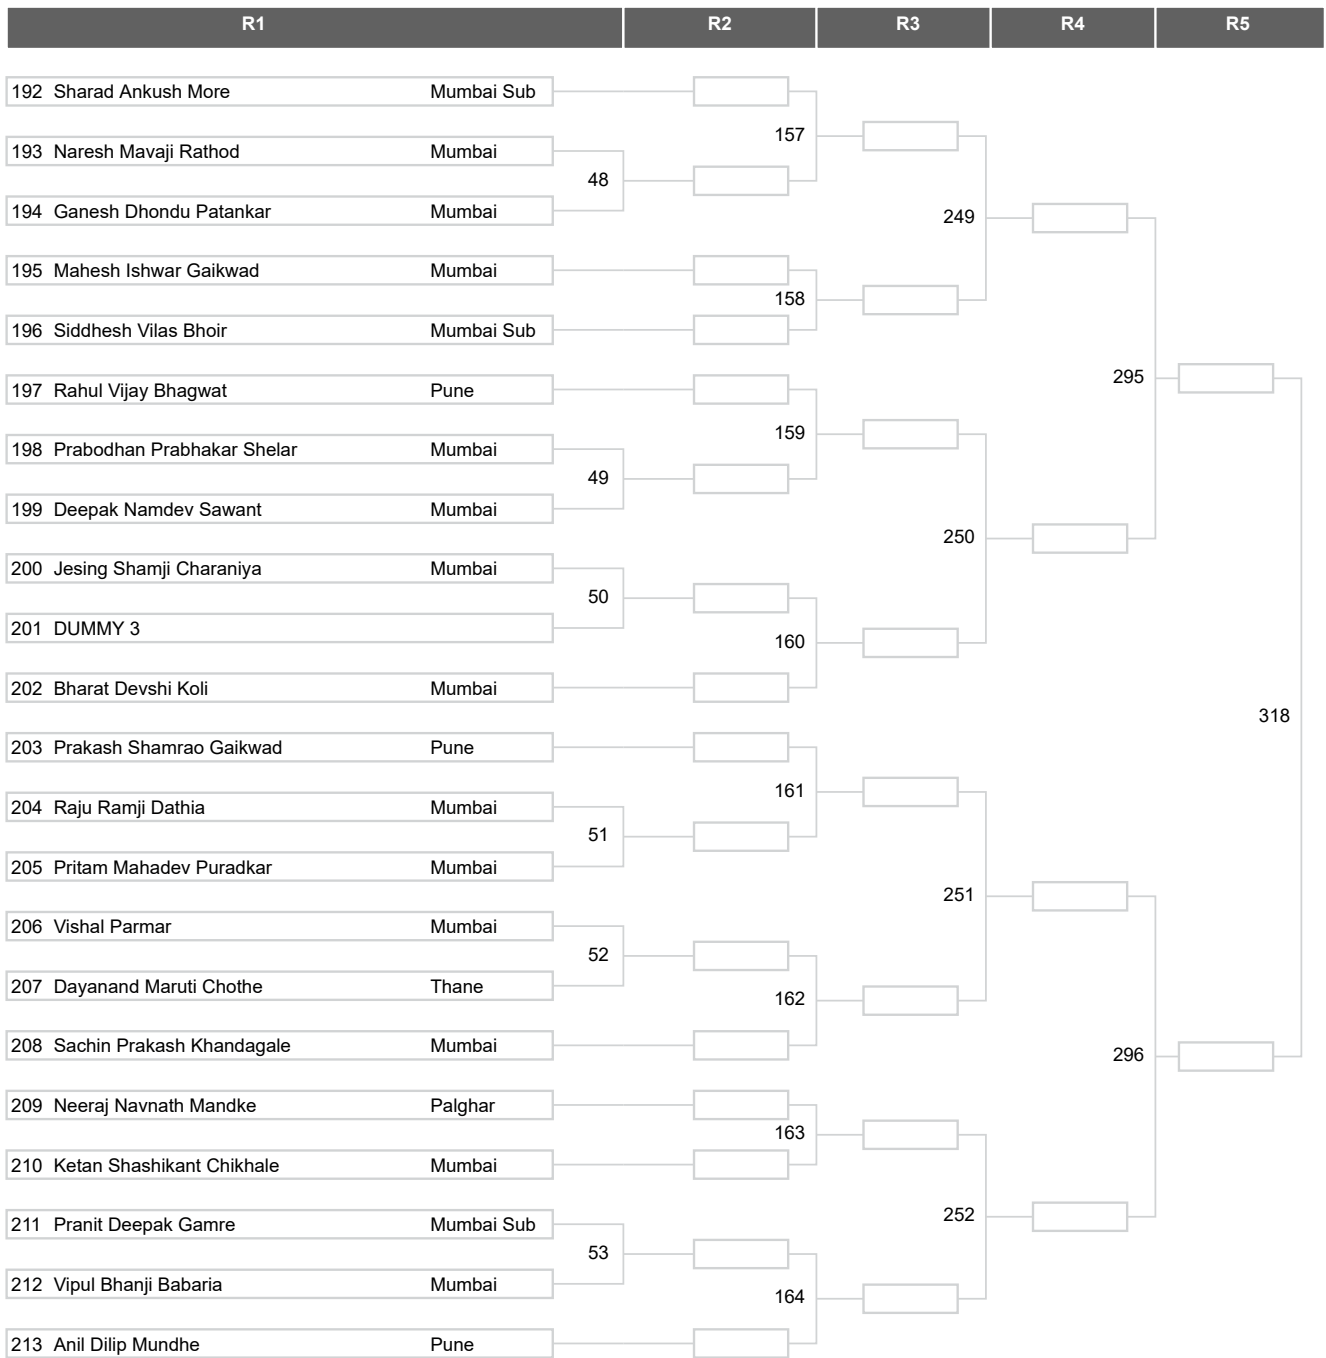 R1 R2 R3 R4 R5
192 Sharad Ankush More Mumbai Sub
157
193 Naresh Mavaji Rathod Mumbai
48
194 Ganesh Dhondu Patankar Mumbai
249
195 Mahesh Ishwar Gaikwad Mumbai
158
196 Siddhesh Vilas Bhoir Mumbai Sub
295
197 Rahul Vijay Bhagwat Pune
159
198 Prabodhan Prabhakar Shelar Mumbai
49
199 Deepak Namdev Sawant Mumbai
250
200 Jesing Shamji Charaniya Mumbai
50
201 DUMMY 3
160
202 Bharat Devshi Koli Mumbai
318
203 Prakash Shamrao Gaikwad Pune
161
204 Raju Ramji Dathia Mumbai
51
205 Pritam Mahadev Puradkar Mumbai
251
206 Vishal Parmar Mumbai
52
207 Dayanand Maruti Chothe Thane
162
208 Sachin Prakash Khandagale Mumbai
296
209 Neeraj Navnath Mandke Palghar
163
210 Ketan Shashikant Chikhale Mumbai
252
211 Pranit Deepak Gamre Mumbai Sub
53
212 Vipul Bhanji Babaria Mumbai
164
213 Anil Dilip Mundhe Pune